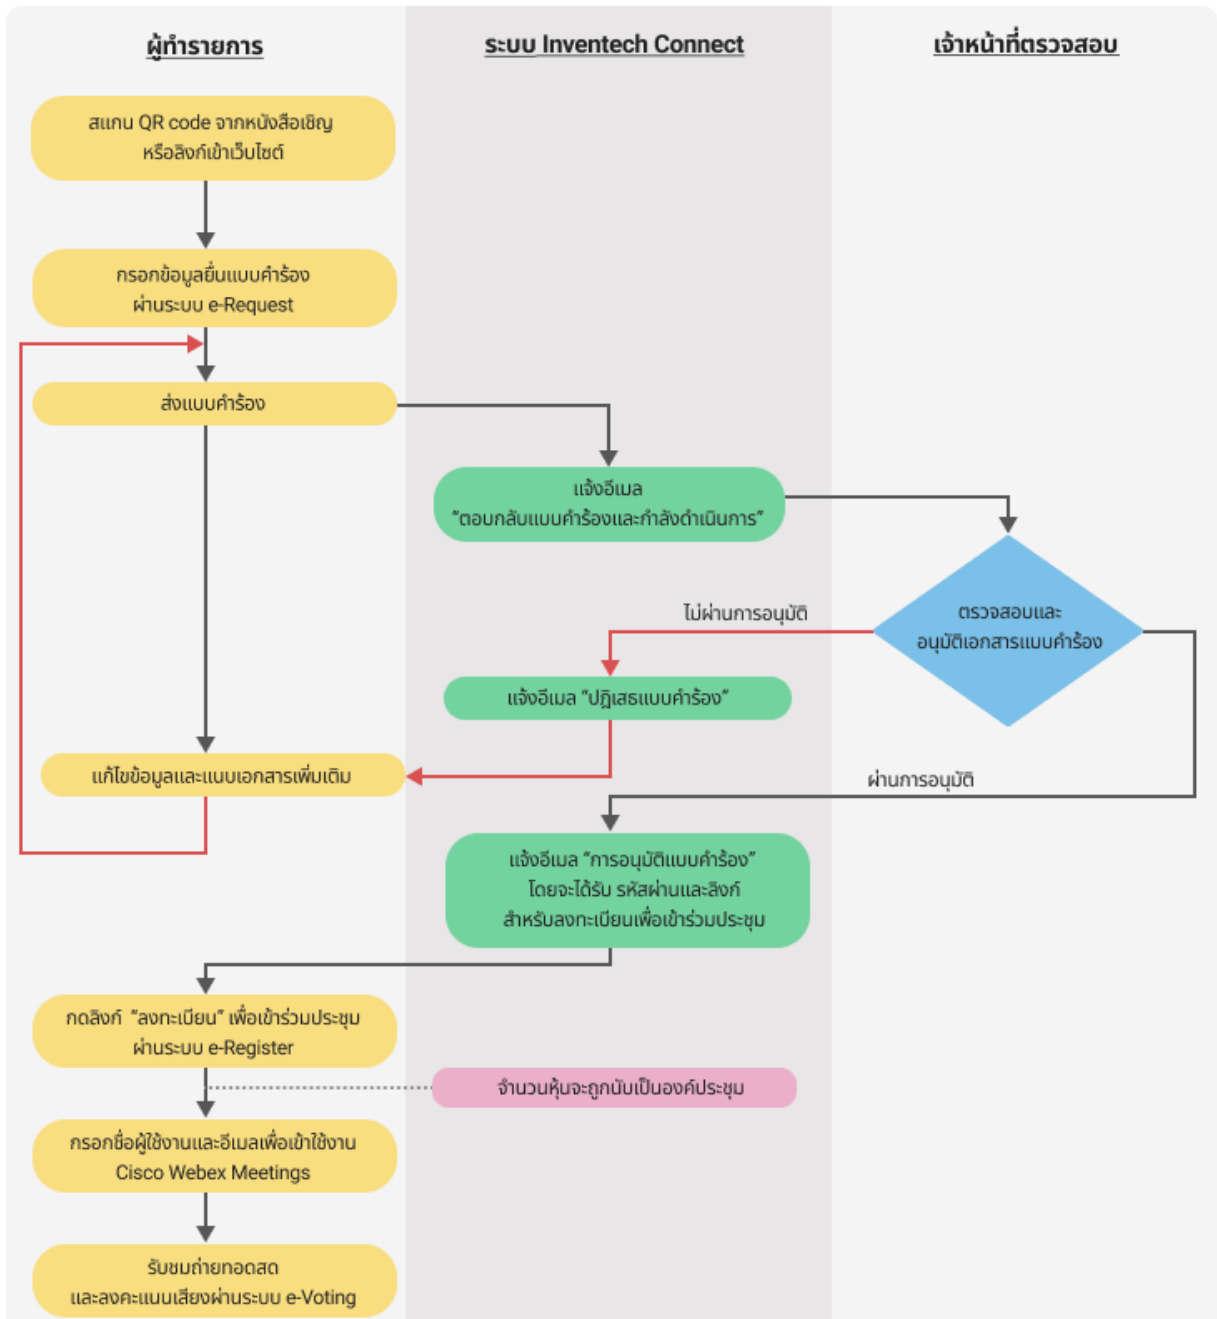 ผู้ทำรายการ
ระบบ Inventech Connect
เจ้าหน้าที่ตรวจสอบ
สแกน QR code จากหนังสือเชิญ
หรือลิงก์เข้าเว็บไซต์
กรอกข้อมูลยื่นแบบคำร้อง
ผ่านระบบ e-Request
ส่งแบบคำร้อง
แจ้งอีเมล
“ตอบกลับแบบคำร้องและกำลังดำเนินการ”
ตรวจสอบและ
อนุมัติเอกสารแบบคำร้อง
ไม่ผ่านการอนุมัติ
แจ้งอีเมล “ปฏิเสธแบบคำร้อง”
แก้ไขข้อมูลและแนบเอกสารเพิ่มเติม
ผ่านการอนุมัติ
แจ้งอีเมล “การอนุมัติแบบคำร้อง”
โดยจะได้รับ รหัสผ่านและลิงก์
สำหรับลงทะเบียนเพื่อเข้าร่วมประชุม
กดลิงก์ “ลงทะเบียน” เพื่อเข้าร่วมประชุม
ผ่านระบบ e-Register
จำนวนหุ้นจะถูกนับเป็นองค์ประชุม
กรอกชื่อผู้ใช้งานและอีเมลเพื่อเข้าใช้งาน
Cisco Webex Meetings
รับชมถ่ายทอดสด
และลงคะแนนเสียงผ่านระบบ e-Voting